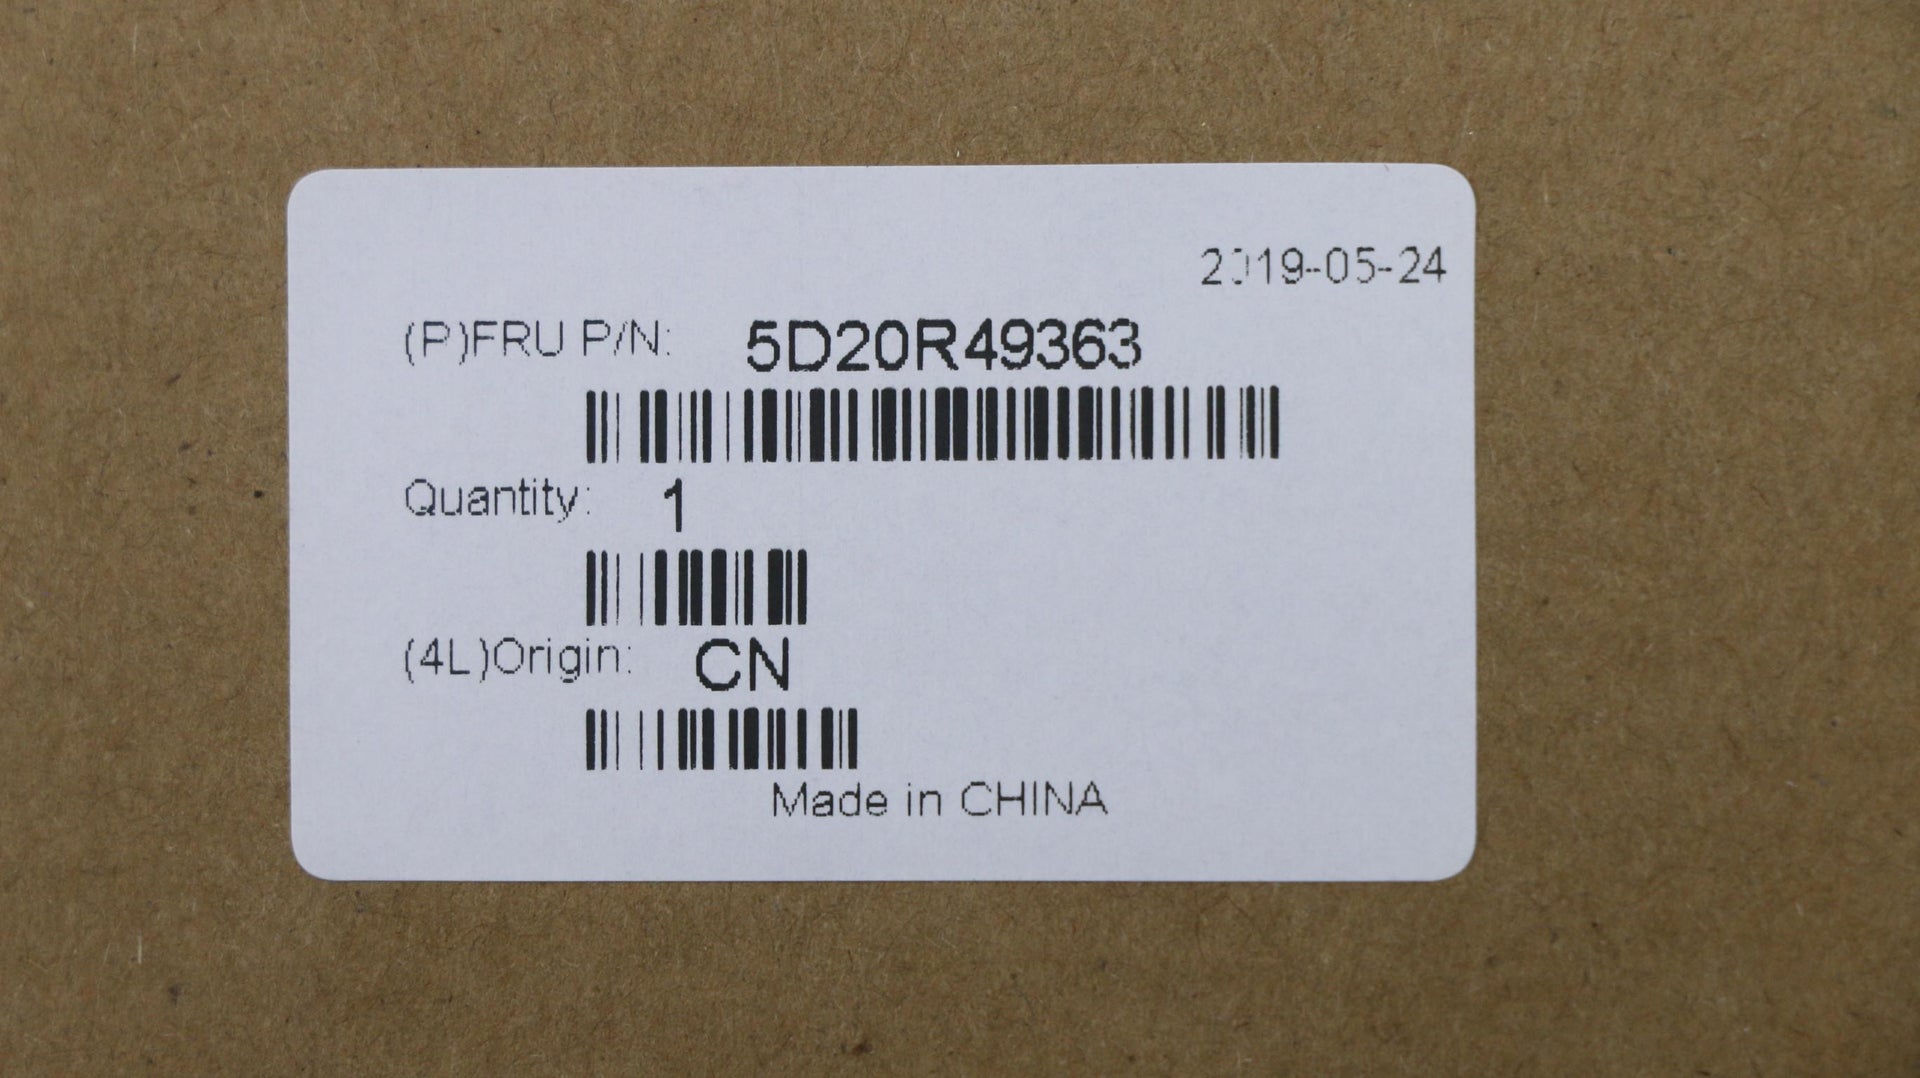 2019-05-24
(P)FRU P/N: 5D20R49363
Quantity: 1
(4L)Origin: CN
Made in CHINA